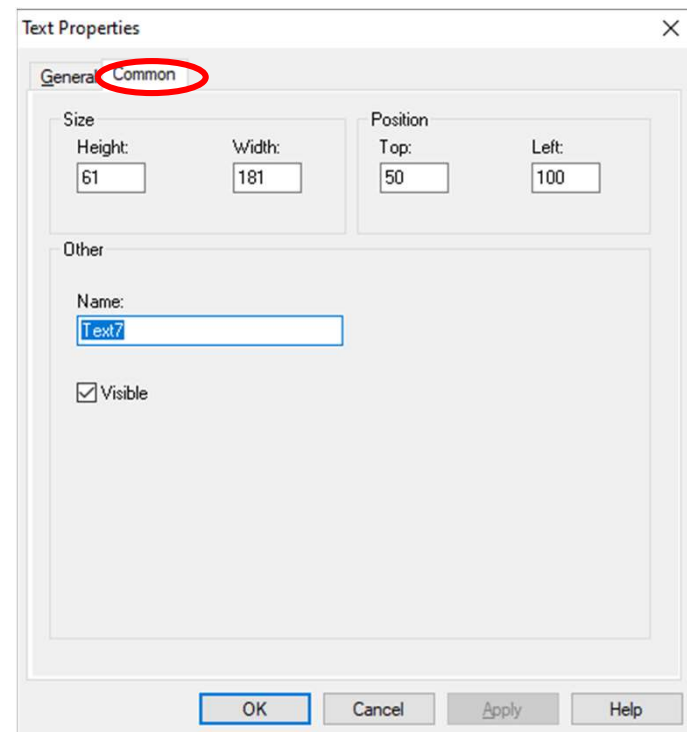 Text Properties
General Common
Size Position
Height: Width: Top: Left:
61 181 50 100
Other
Name:
Text7
Visible
OK Cancel Apply Help